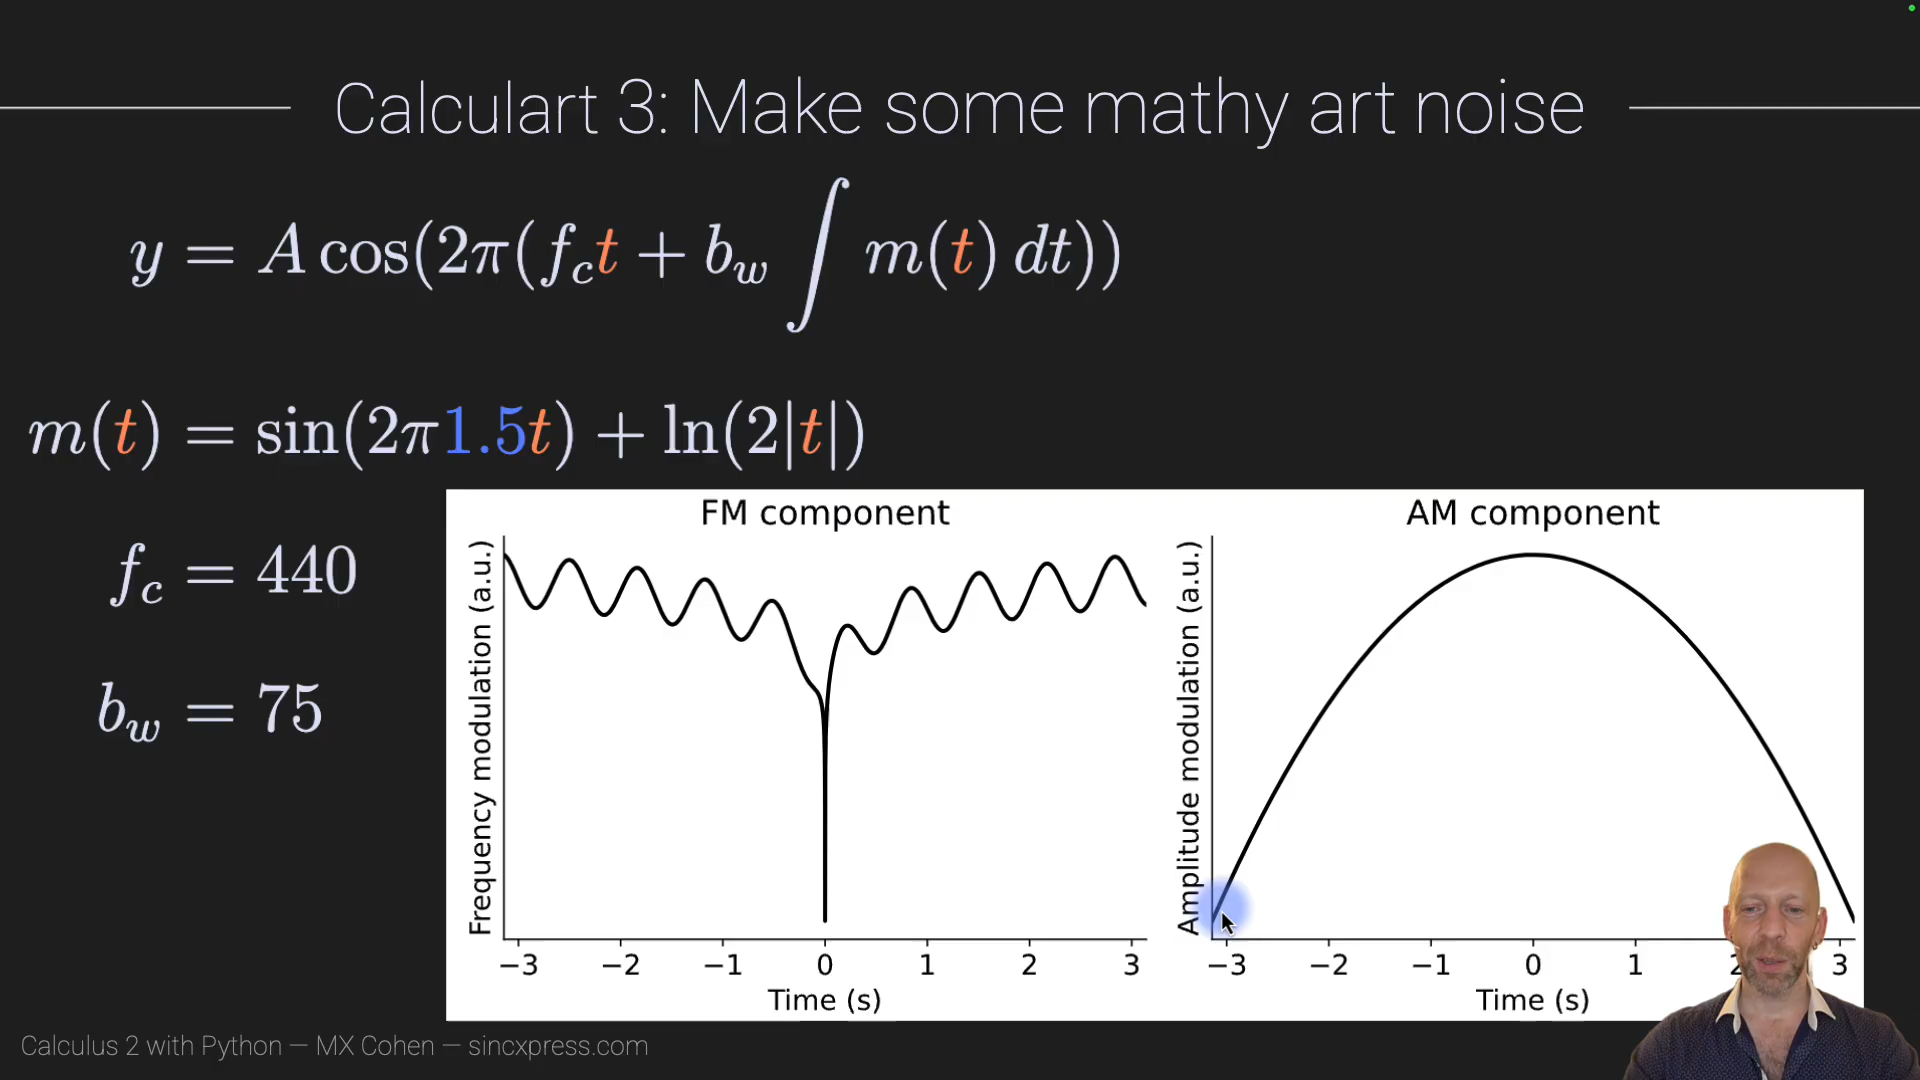 Calculart 3: Make some mathy art noise
y = A cos(2π(f_c t + b_w ∫ m(t) dt))
m(t) = sin(2π1.5t) + ln(2|t|)
f_c = 440
b_w = 75
FM component
Frequency modulation (a.u.)
−3 −2 −1 0 1 2 3
Time (s)
AM component
Amplitude modulation (a.u.)
−3 −2 −1 0 1 2 3
Time (s)
Calculus 2 with Python — MX Cohen — sincxpress.com